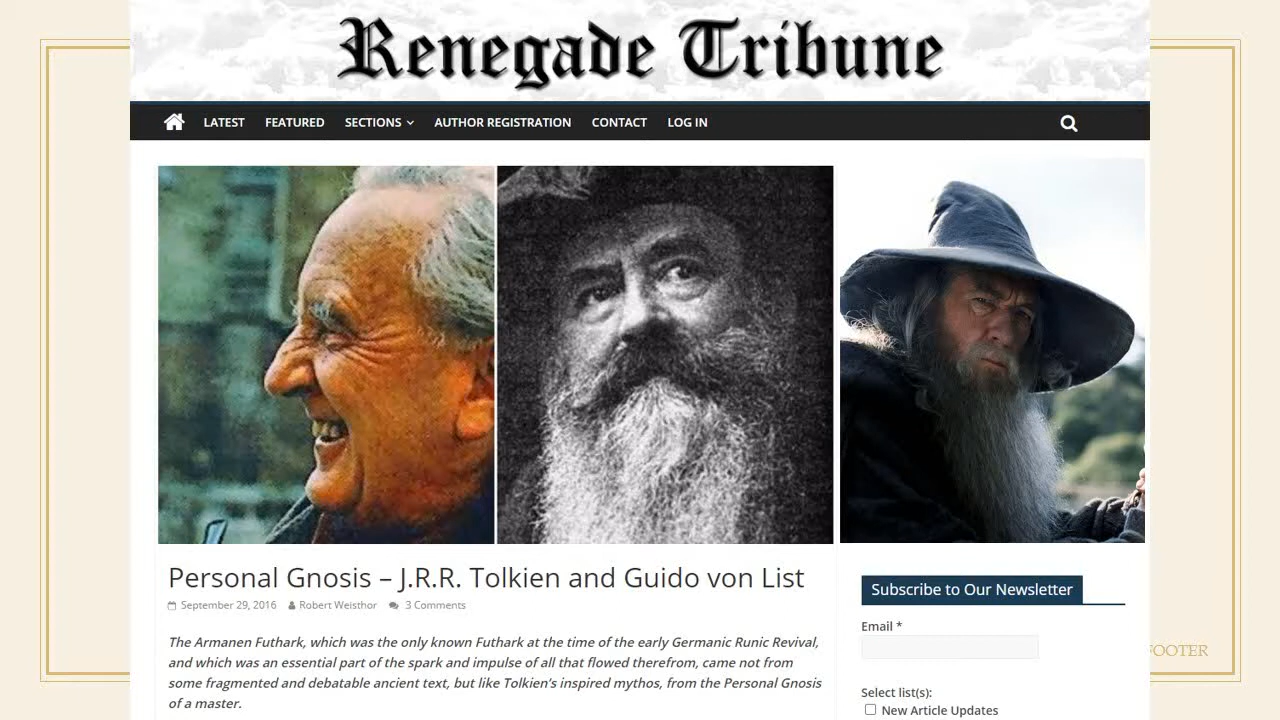 Renegade Tribune
LATEST FEATURED SECTIONS AUTHOR REGISTRATION CONTACT LOG IN
Personal Gnosis – J.R.R. Tolkien and Guido von List
September 29, 2016 Robert Weisthor 3 Comments
The Armanen Futhark, which was the only known Futhark at the time of the early Germanic Runic Revival,
and which was an essential part of the spark and impulse of all that flowed therefrom, came not from
some fragmented and debatable ancient text, but like Tolkien's inspired mythos, from the Personal Gnosis
of a master.
Subscribe to Our Newsletter
Email *
Select list(s):
New Article Updates
FOOTER